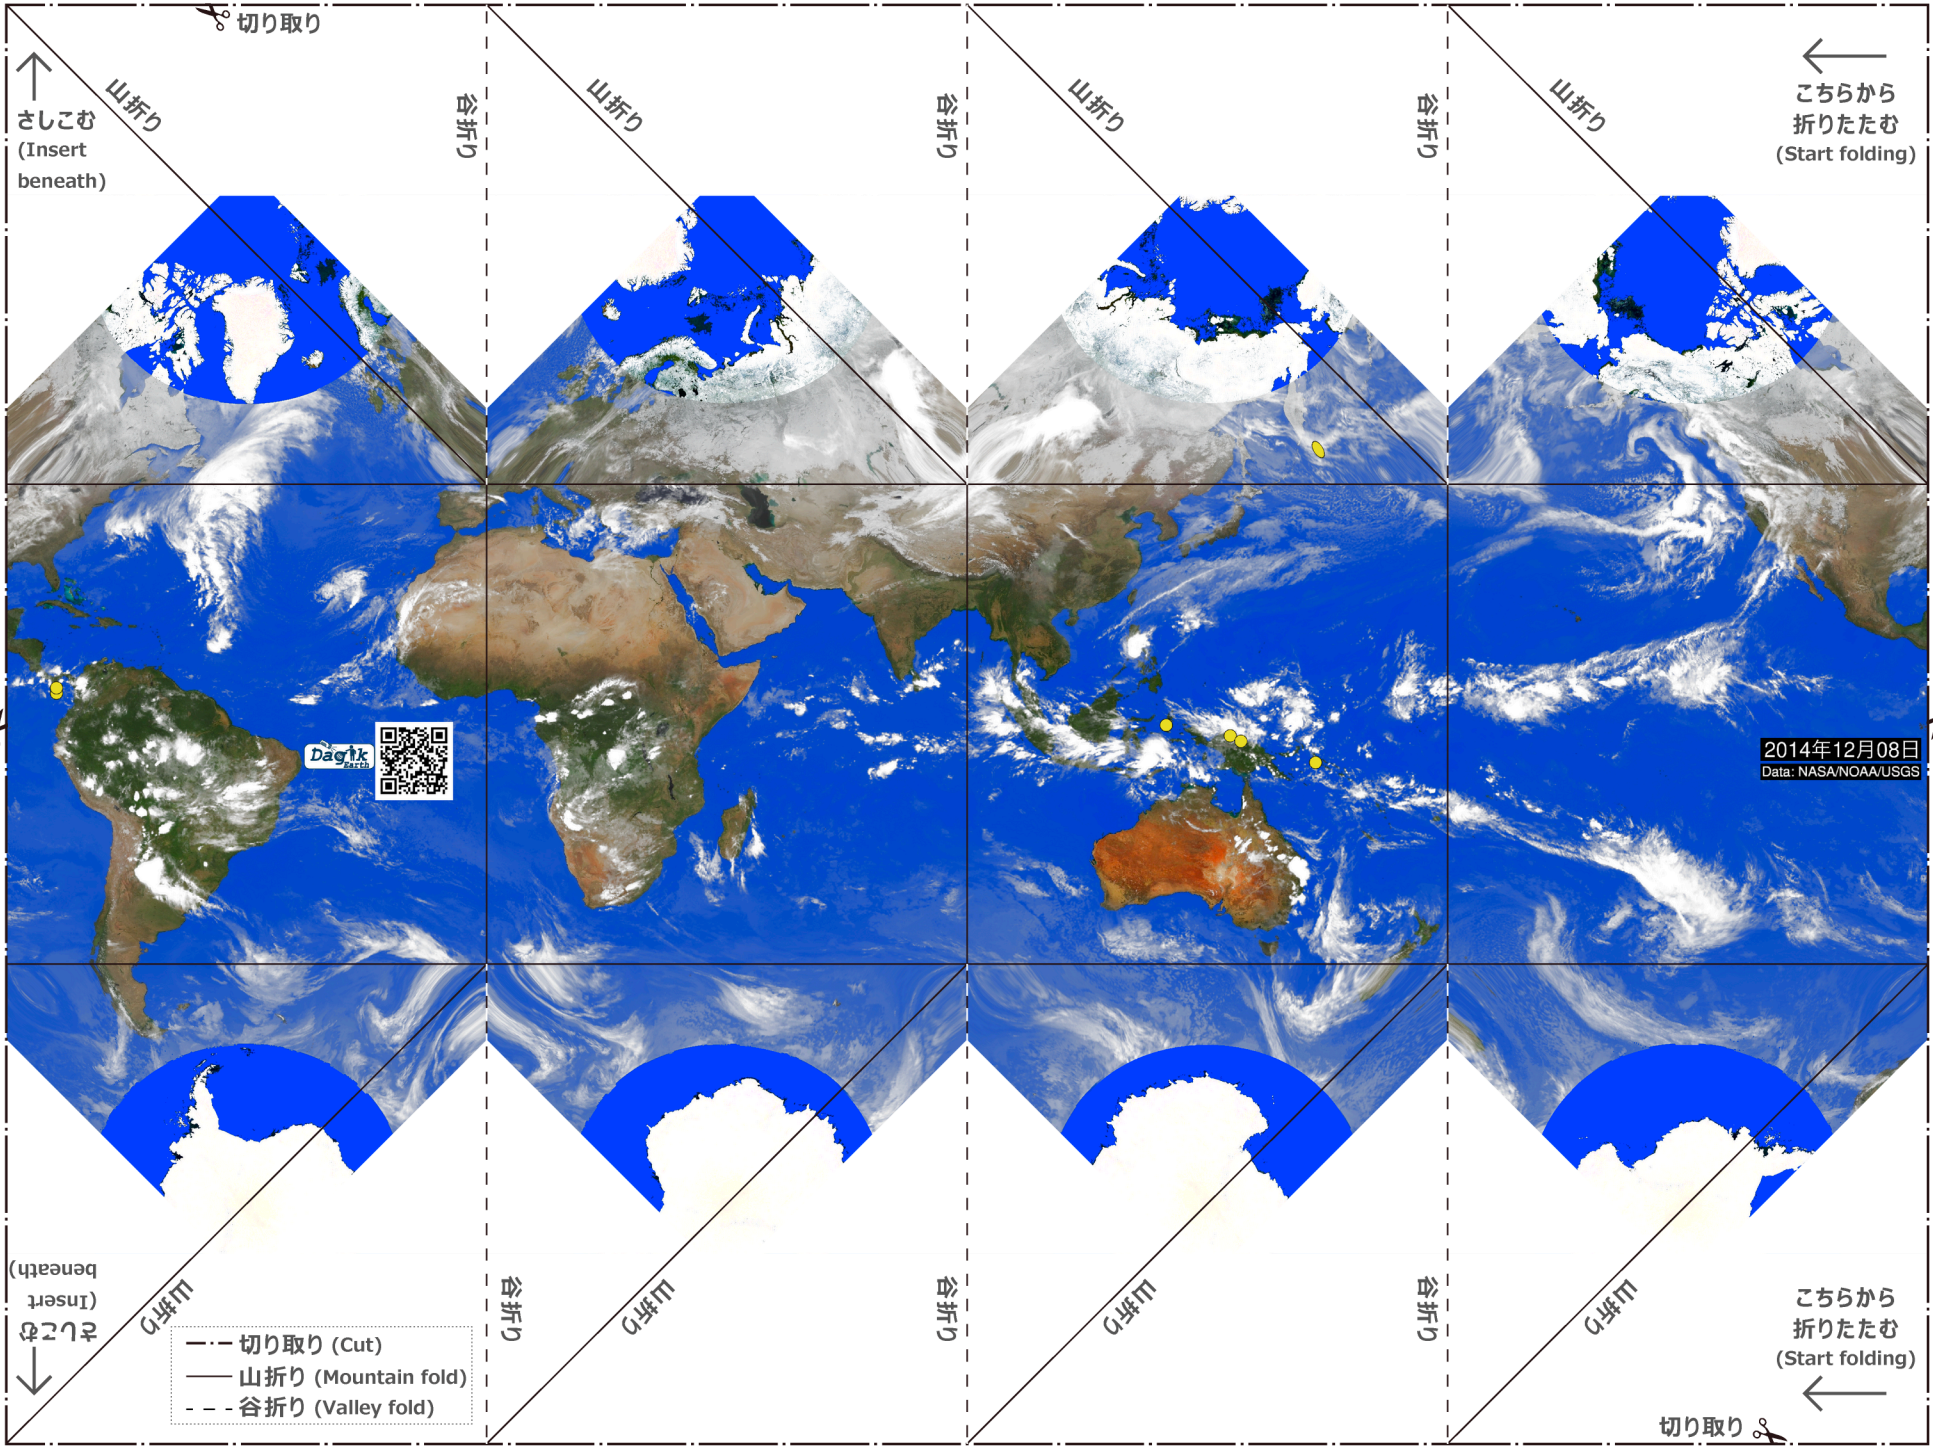 切り取り
山折り
谷折り
山折り
谷折り
山折り
谷折り
山折り
さしこむ
(Insert
beneath)
こちらから
折りたたむ
(Start folding)
Dagik
Earth
2014年12月08日
Data: NASA/NOAA/USGS
さしこむ
(Insert
beneath)
山折り
谷折り
山折り
谷折り
山折り
谷折り
山折り
切り取り (Cut)
山折り (Mountain fold)
谷折り (Valley fold)
こちらから
折りたたむ
(Start folding)
切り取り